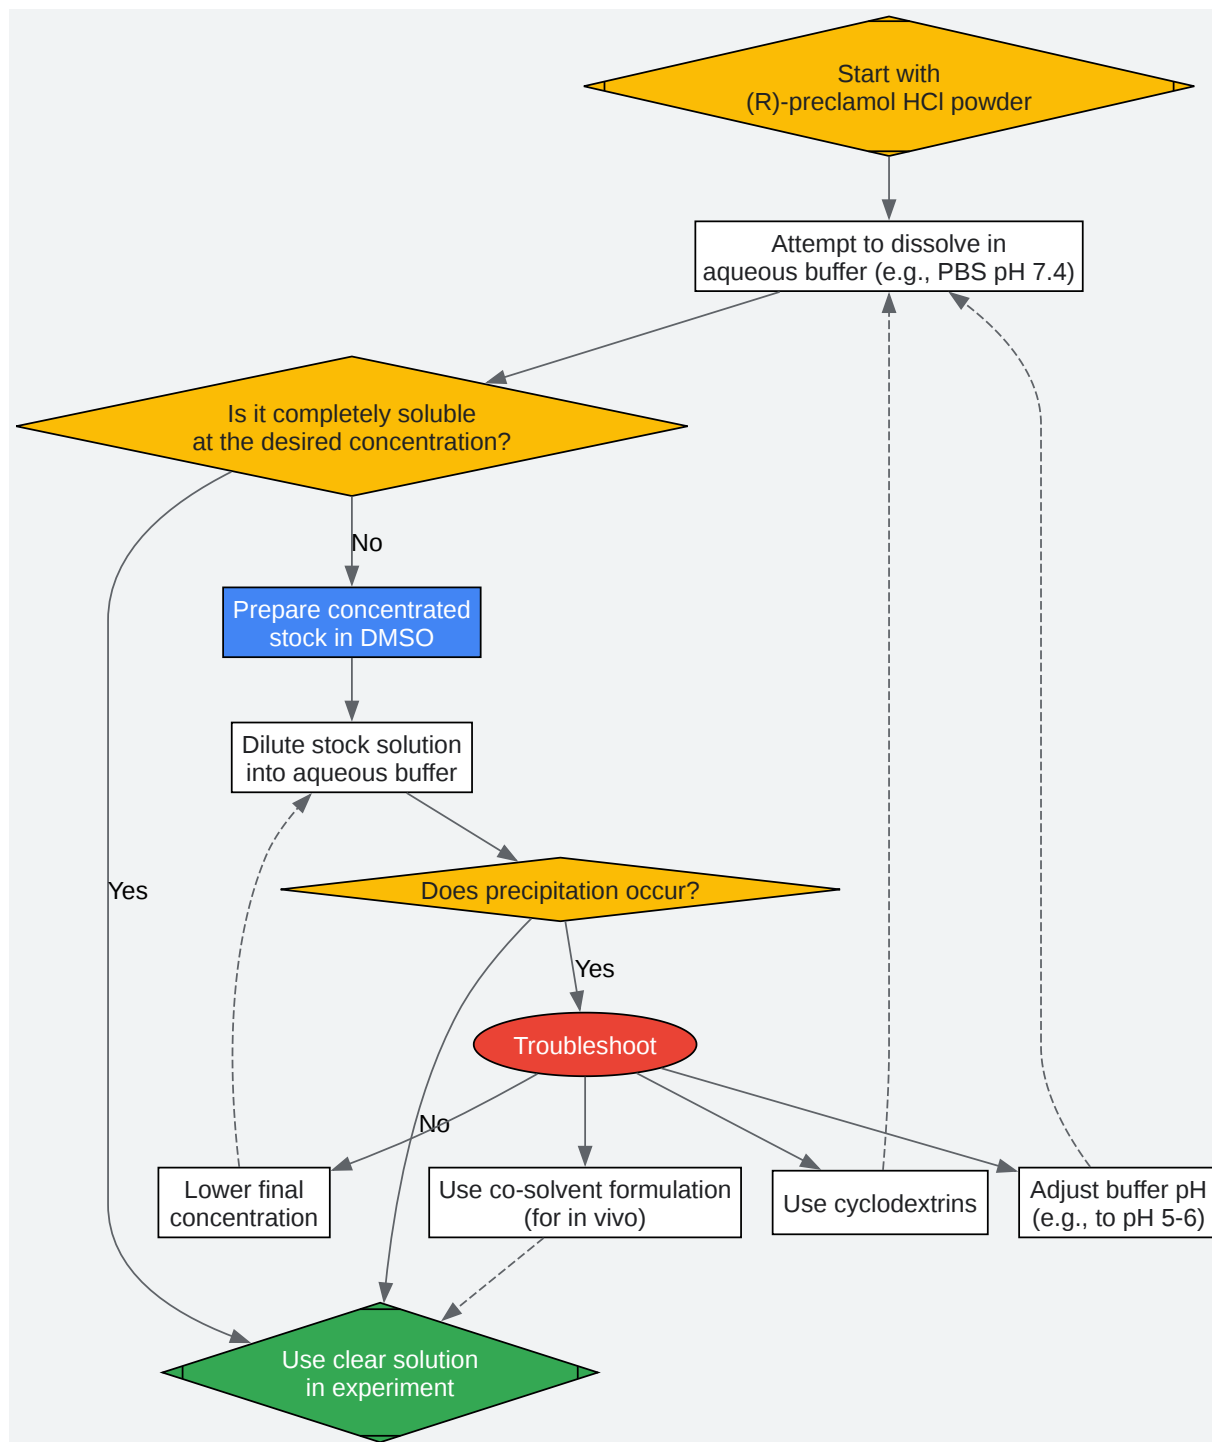 Start with
(R)-preclamol HCl powder
Attempt to dissolve in
aqueous buffer (e.g., PBS pH 7.4)
Is it completely soluble
at the desired concentration?
No
Prepare concentrated
stock in DMSO
Dilute stock solution
into aqueous buffer
Yes
Does precipitation occur?
Yes
Troubleshoot
No
Lower final
concentration
Use co-solvent formulation
(for in vivo)
Use cyclodextrins
Adjust buffer pH
(e.g., to pH 5-6)
Use clear solution
in experiment